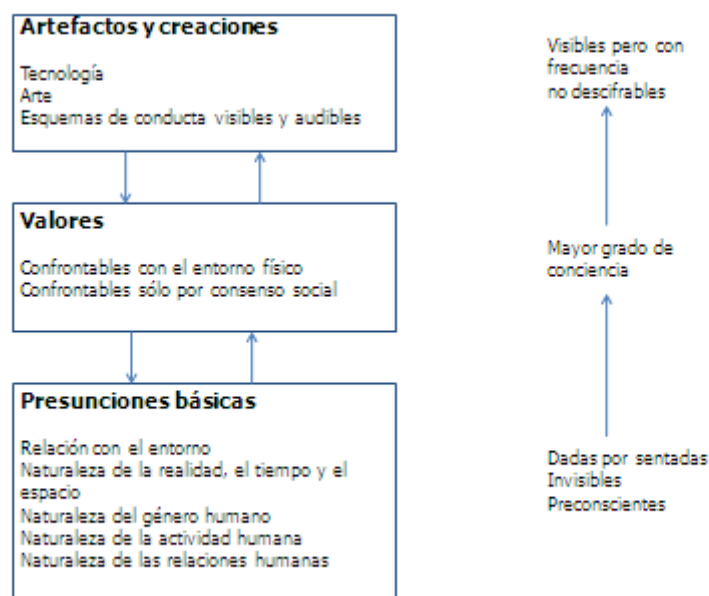 Artefactos y creaciones
Tecnología
Arte
Esquemas de conducta visibles y audibles
Visibles pero con
frecuencia
no descifrables
Valores
Confrontables con el entorno físico
Confrontables sólo por consenso social
Mayor grado de
conciencia
Presunciones básicas
Relación con el entorno
Naturaleza de la realidad, el tiempo y el
espacio
Naturaleza del género humano
Naturaleza de la actividad humana
Naturaleza de las relaciones humanas
Dadas por sentadas
Invisibles
Preconscientes